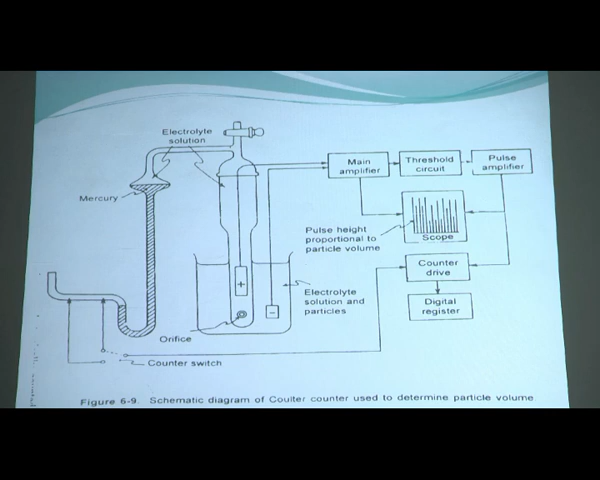 Electrolyte
solution
Mercury
Main
amplifier
Threshold
circuit
Pulse
amplifier
Pulse height
proportional to
particle volume
Scope
Counter
drive
Digital
register
+
−
Electrolyte
solution and
particles
Orifice
Counter switch
Figure 6-9. Schematic diagram of Coulter counter used to determine particle volume